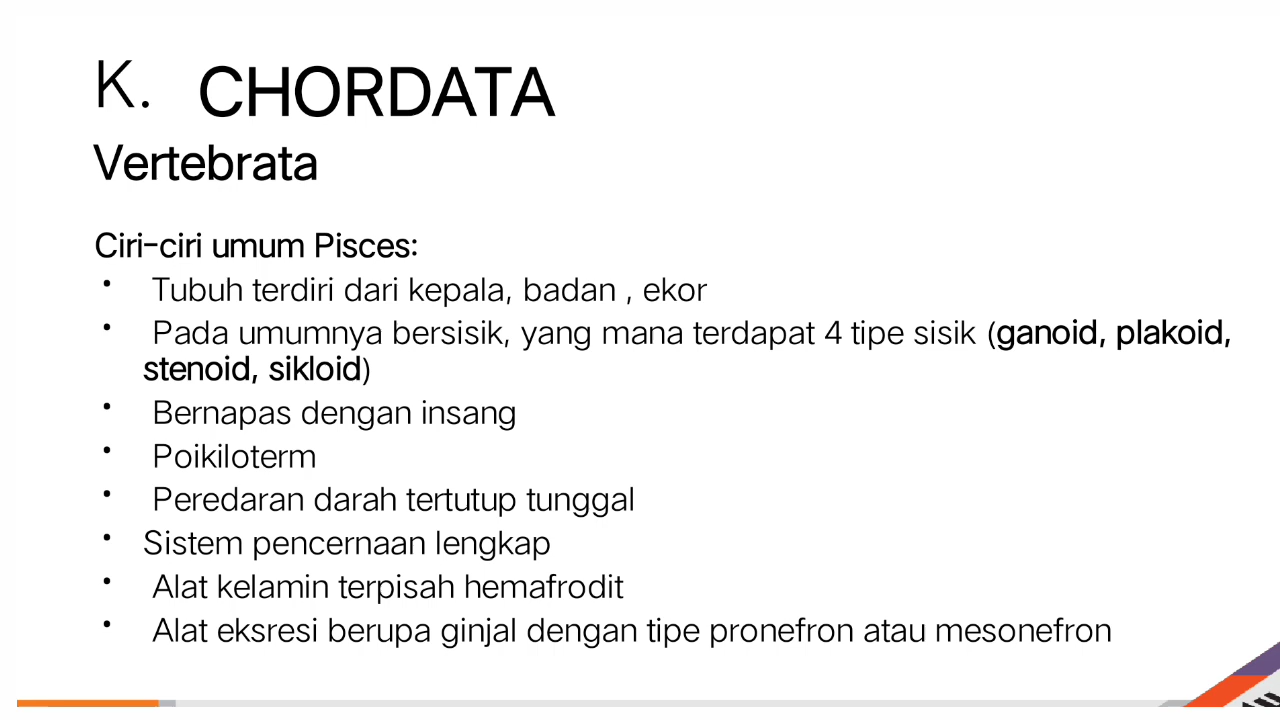 K. CHORDATA
Vertebrata
Ciri-ciri umum Pisces:
• Tubuh terdiri dari kepala, badan , ekor
• Pada umumnya bersisik, yang mana terdapat 4 tipe sisik (ganoid, plakoid,
stenoid, sikloid)
• Bernapas dengan insang
• Poikiloterm
• Peredaran darah tertutup tunggal
• Sistem pencernaan lengkap
• Alat kelamin terpisah hemafrodit
• Alat eksresi berupa ginjal dengan tipe pronefron atau mesonefron